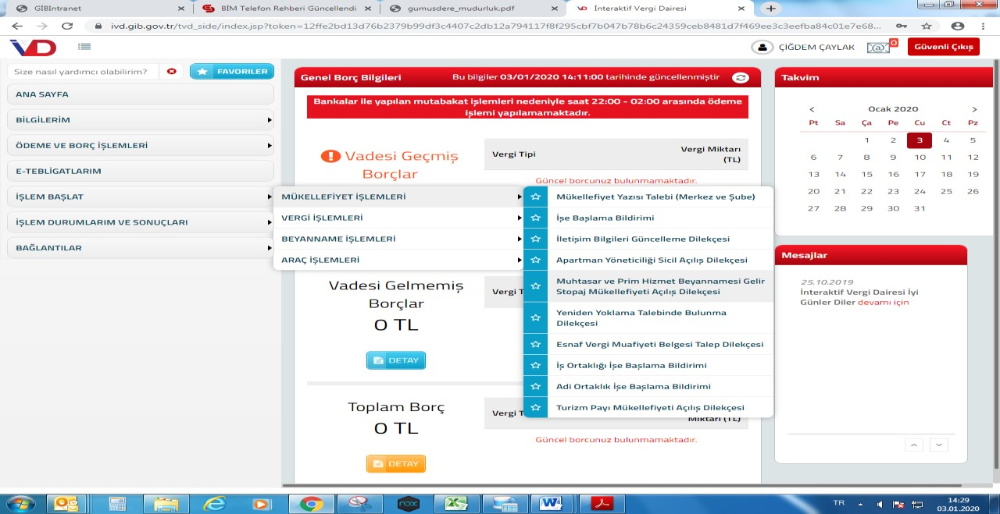 GİBIntranet
BİM Telefon Rehberi Güncellendi
gumusdere_mudurluk.pdf
İnteraktif Vergi Dairesi
ivd.gib.gov.tr/tvd_side/index.jsp?token=12ffe2bd13d76b2379b99df3c4407c2db12a794117f8f295cbf7b047b78b6c24359ceb8481d7f469ee3c3eefba84c01e7e68...
VD
ÇİĞDEM ÇAYLAK
0
Güvenli Çıkış
Size nasıl yardımcı olabilirim?
FAVORILER
ANA SAYFA
BİLGİLERİM
ÖDEME VE BORÇ İŞLEMLERİ
E-TEBLİGATLARIM
İŞLEM BAŞLAT
İŞLEM DURUMLARIM VE SONUÇLARI
BAĞLANTILAR
Genel Borç Bilgileri
Bu bilgiler 03/01/2020 14:11:00 tarihinde güncellenmiştir
Bankalar ile yapılan mutabakat işlemleri nedeniyle saat 22:00 - 02:00 arasında ödeme
işlemi yapılamamaktadır.
Vadesi Geçmiş
Borçlar
Vergi Tipi
Vergi Miktarı
(TL)
Güncel borcunuz bulunmamaktadır.
MÜKELLEFİYET İŞLEMLERİ
VERGİ İŞLEMLERİ
BEYANNAME İŞLEMLERİ
ARAÇ İŞLEMLERİ
Mükellefiyet Yazısı Talebi (Merkez ve Şube)
İşe Başlama Bildirimi
İletişim Bilgileri Güncelleme Dilekçesi
Apartman Yöneticiliği Sicil Açılış Dilekçesi
Muhtasar ve Prim Hizmet Beyannamesi Gelir
Stopaj Mükellefiyeti Açılış Dilekçesi
Yeniden Yoklama Talebinde Bulunma
Dilekçesi
Esnaf Vergi Muafiyeti Belgesi Talep Dilekçesi
İş Ortaklığı İşe Başlama Bildirimi
Adi Ortaklık İşe Başlama Bildirimi
Turizm Payı Mükellefiyeti Açılış Dilekçesi
Vadesi Gelmemiş
Borçlar
0 TL
DETAY
Vergi T
Toplam Borç
0 TL
DETAY
Vergi T
Miktarı (TL)
Güncel borcunuz bulunmamaktadır.
Takvim
< Ocak 2020 >
Pt Sa Ça Pe Cu Ct Pz
1 2 3 4 5
6 7 8 9 10 11 12
13 14 15 16 17 18 19
20 21 22 23 24 25 26
27 28 29 30 31
Mesajlar
25.10.2019
İnteraktif Vergi Dairesi İyi
Günler Diler devamı için
TR
14:29
03.01.2020